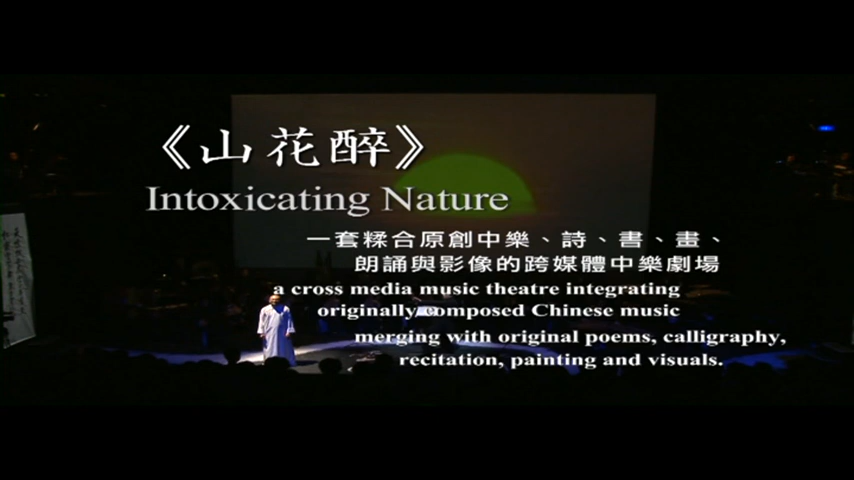 《山花醉》
Intoxicating Nature
一套糅合原創中樂、詩、書、畫、
朗誦與影像的跨媒體中樂劇場
a cross media music theatre integrating
originally composed Chinese music
merging with original poems, calligraphy,
recitation, painting and visuals.